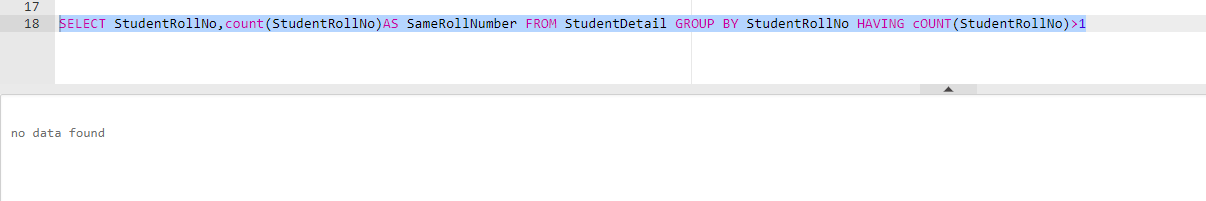 17
18 SELECT StudentRollNo,count(StudentRollNo)AS SameRollNumber FROM StudentDetail GROUP BY StudentRollNo HAVING cOUNT(StudentRollNo)>1
no data found